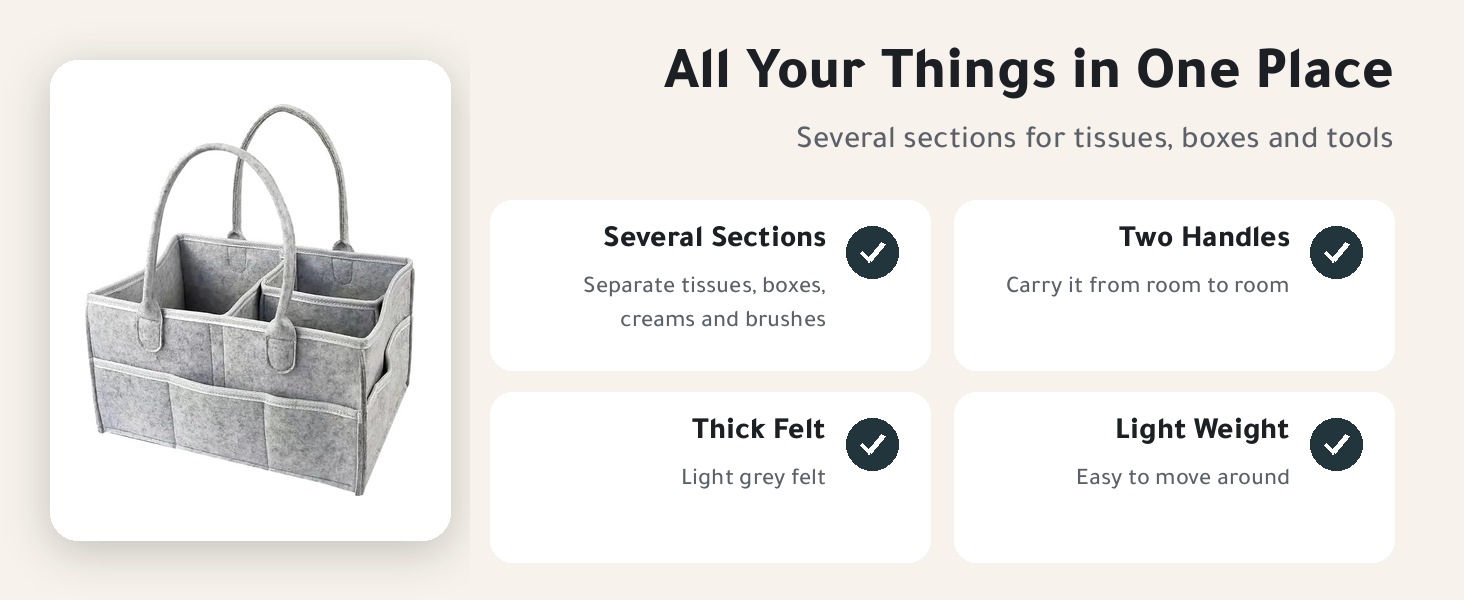 All Your Things in One Place
Several sections for tissues, boxes and tools
Several Sections
Separate tissues, boxes,
creams and brushes
Two Handles
Carry it from room to room
Thick Felt
Light grey felt
Light Weight
Easy to move around